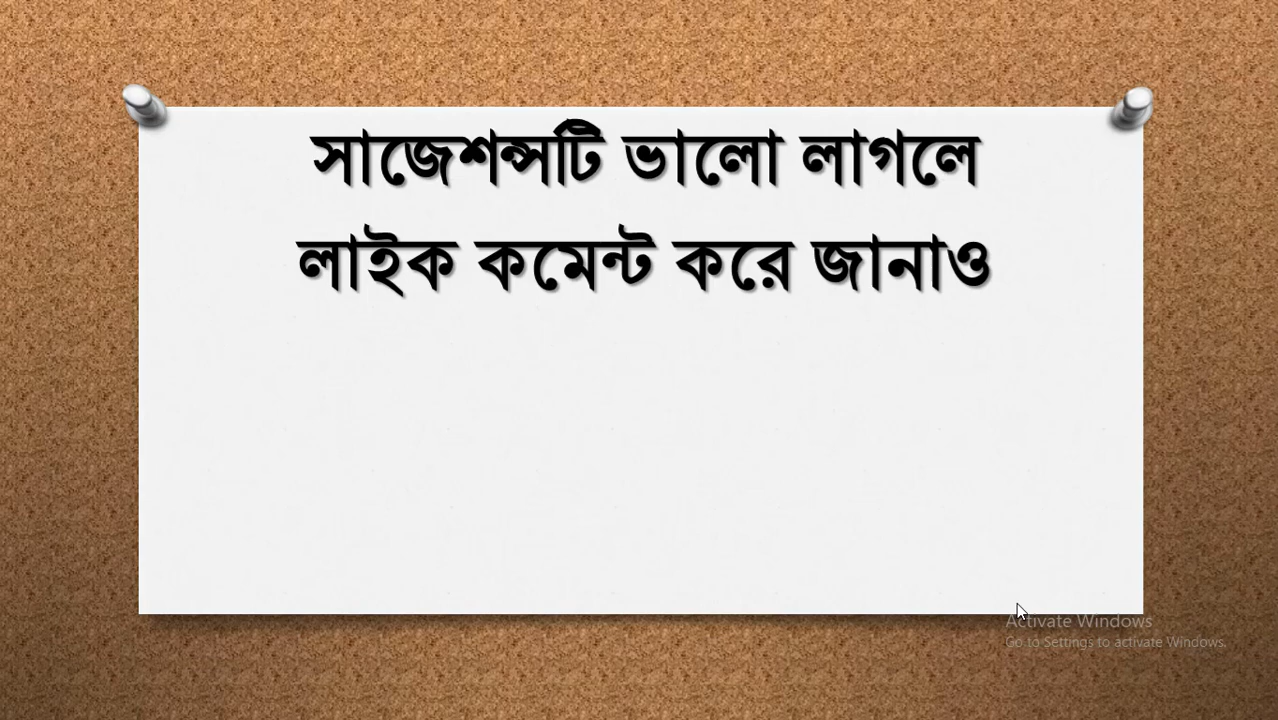 সাজেশন্সটি ভালো লাগলে
লাইক কমেন্ট করে জানাও
Activate Windows
Go to Settings to activate Windows.